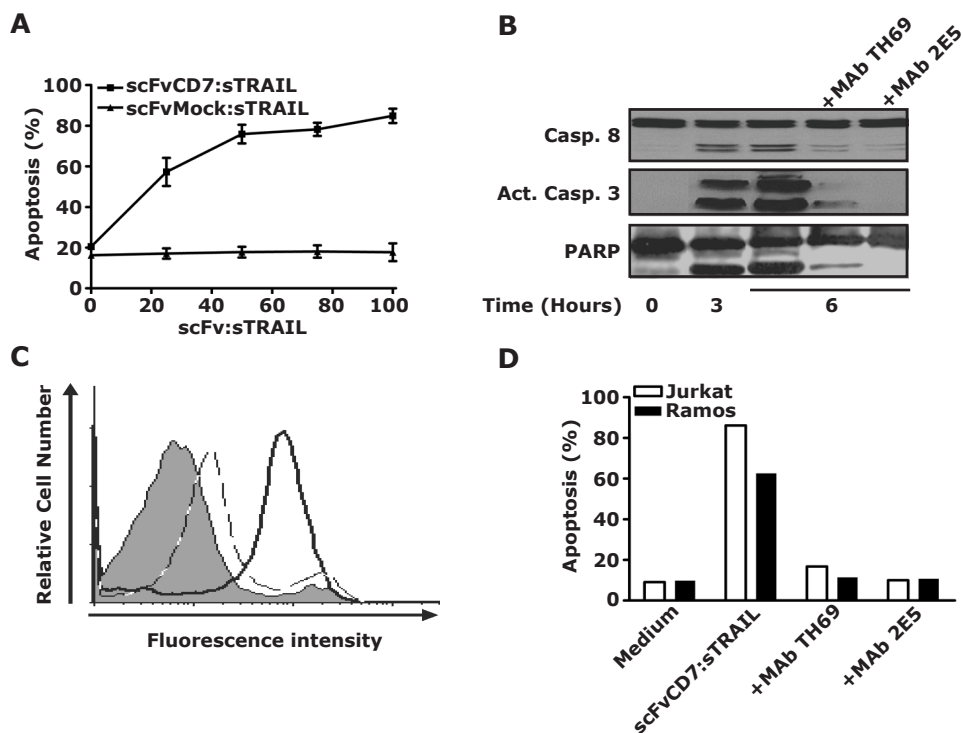 A
scFvCD7:sTRAIL
scFvMock:sTRAIL
Apoptosis (%)
100
80
60
40
20
0
0 20 40 60 80 100
scFv:sTRAIL
B
+MAb TH69
+MAb 2E5
Casp. 8
Act. Casp. 3
PARP
Time (Hours) 0 3 6
C
Relative Cell Number
Fluorescence intensity
D
Jurkat
Ramos
Apoptosis (%)
100
80
60
40
20
0
Medium
scFvCD7:sTRAIL
+MAb TH69
+MAb 2E5